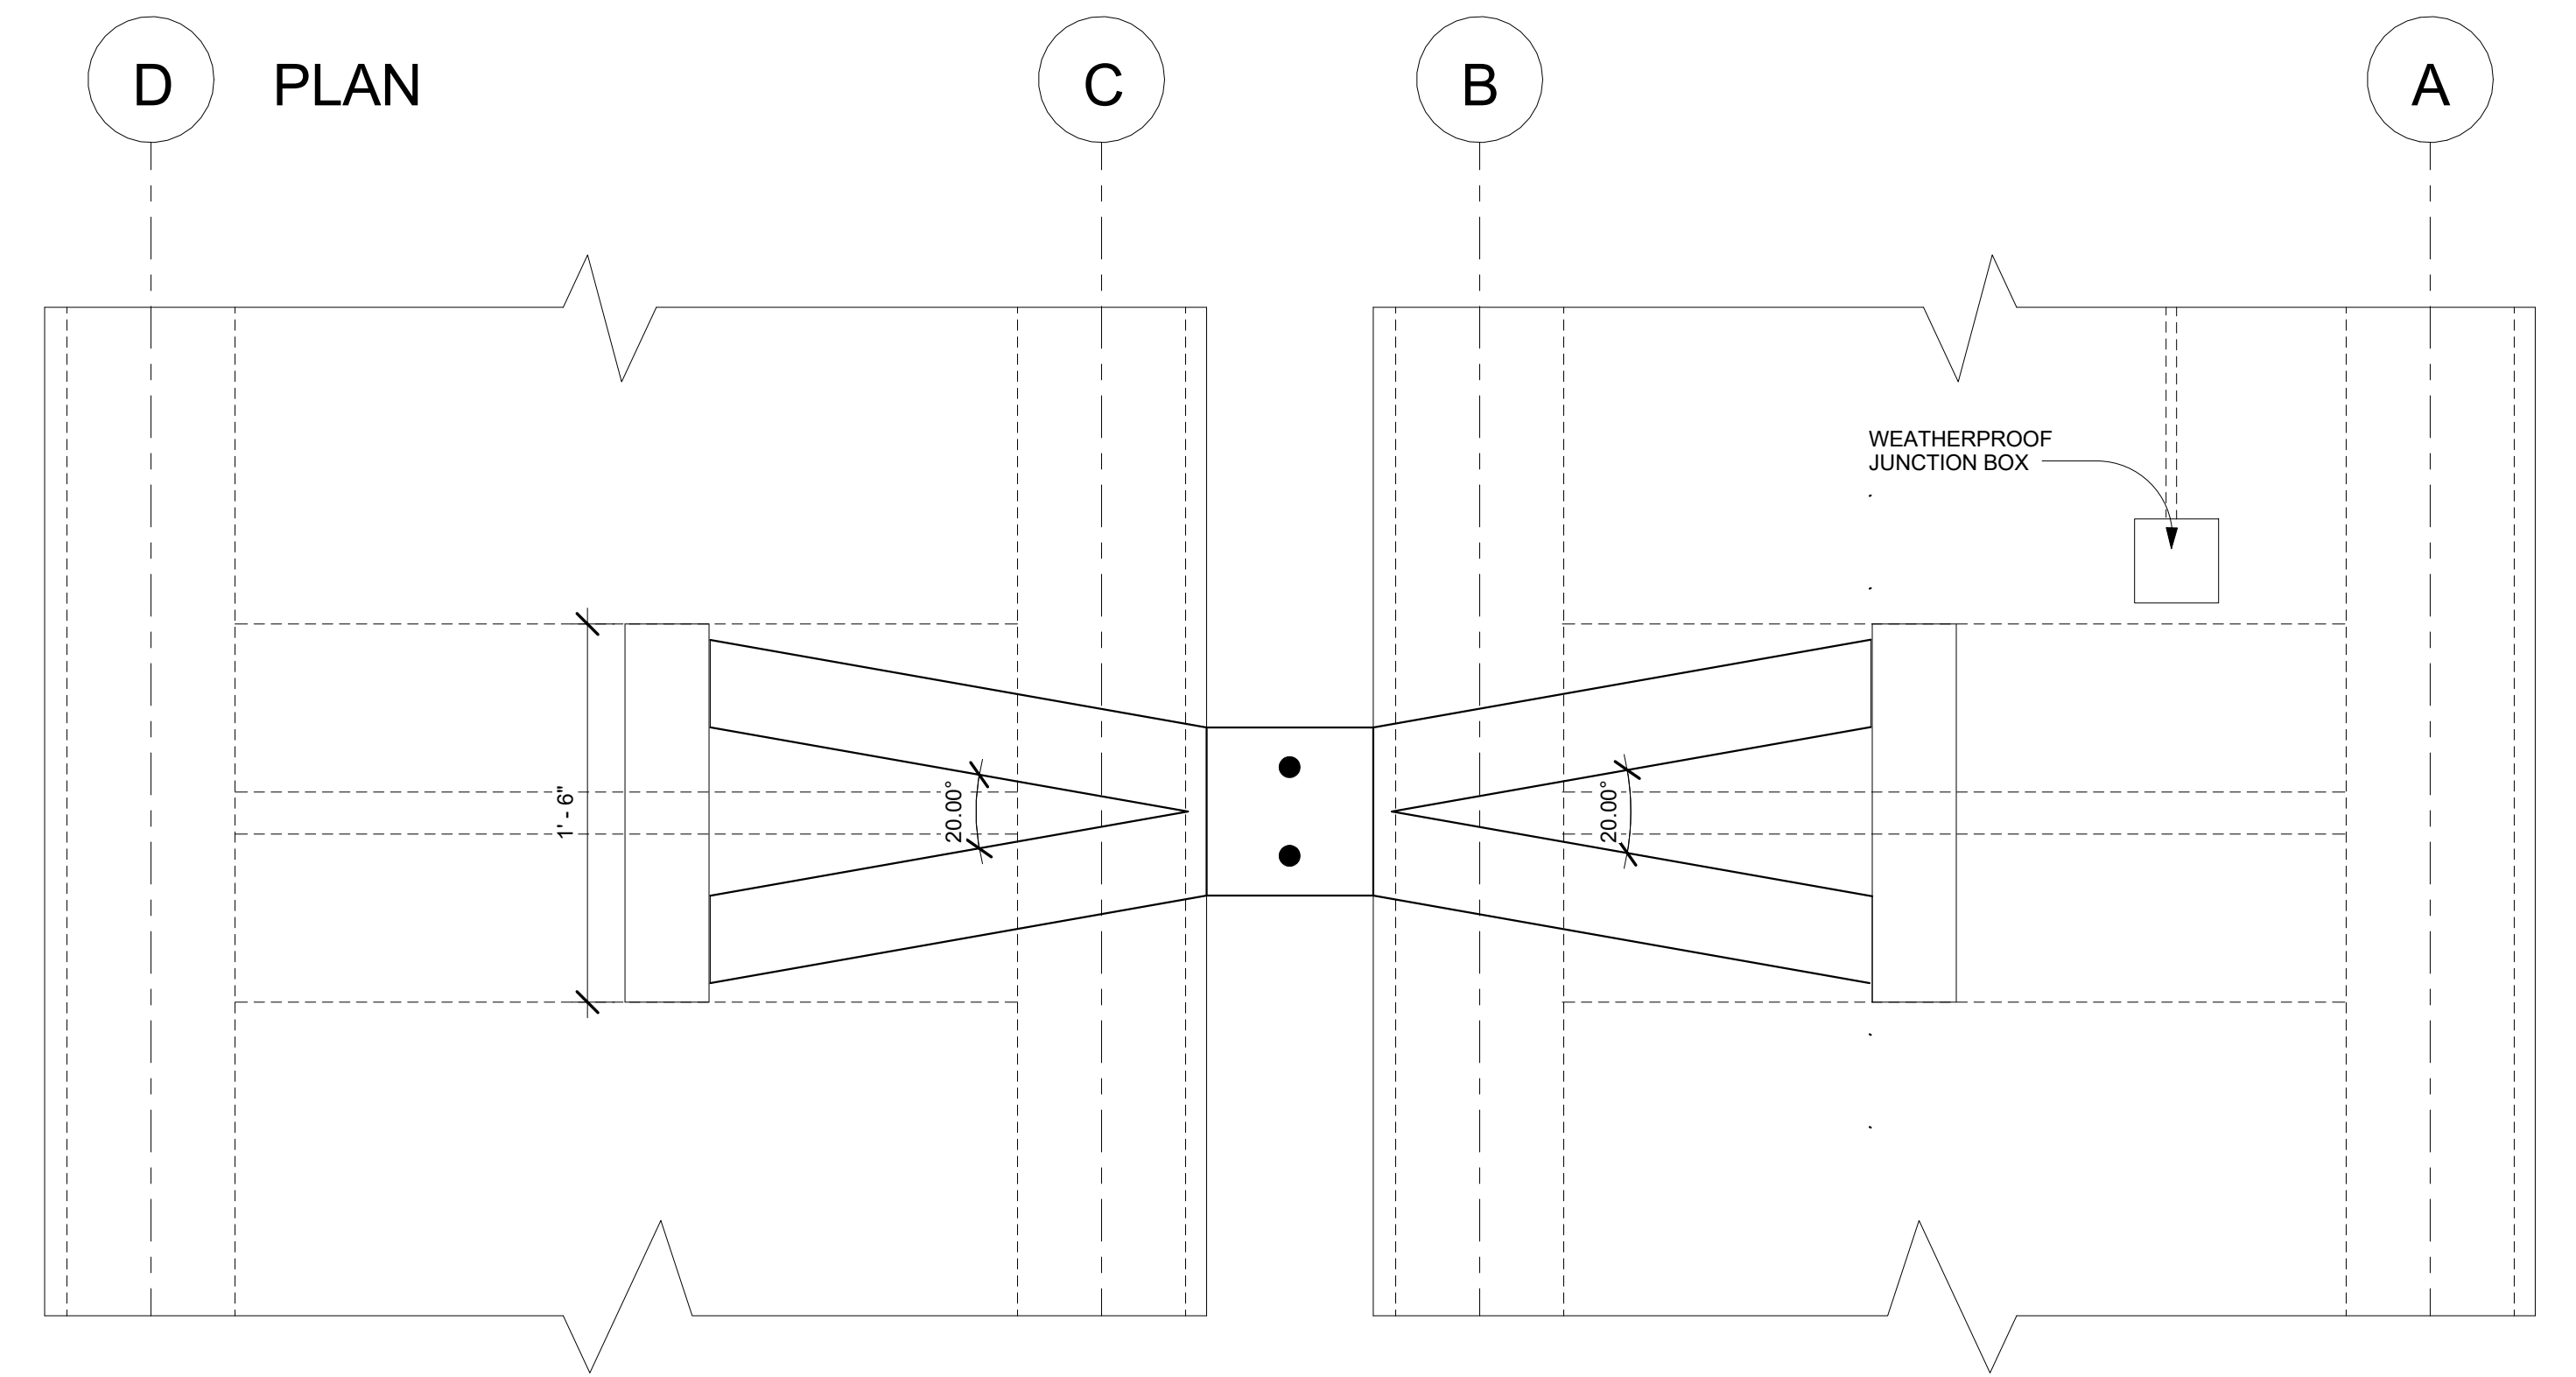 D
PLAN
C
B
A
WEATHERPROOF
JUNCTION BOX
1' - 6"
20.00°
20.00°